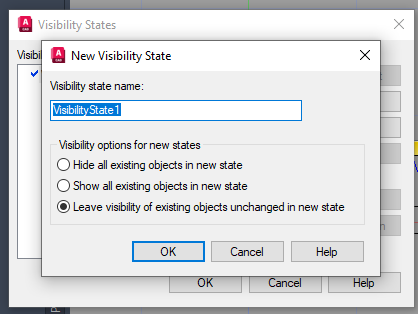 Visibility States
New Visibility State
Visibility state name:
VisibilityState1
Visibility options for new states
Hide all existing objects in new state
Show all existing objects in new state
Leave visibility of existing objects unchanged in new state
OK Cancel Help
OK Cancel Help